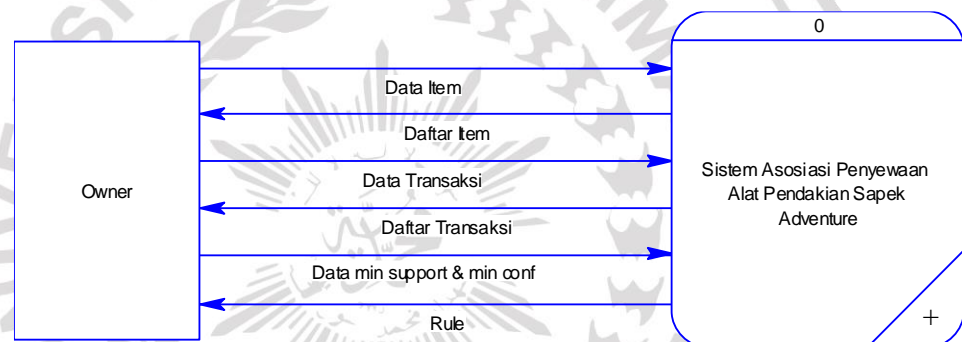 0
Data Item
Daftar Item
Data Transaksi
Daftar Transaksi
Data min support & min conf
Rule
Owner
Sistem Asosiasi Penyewaan
Alat Pendakian Sapek
Adventure
+